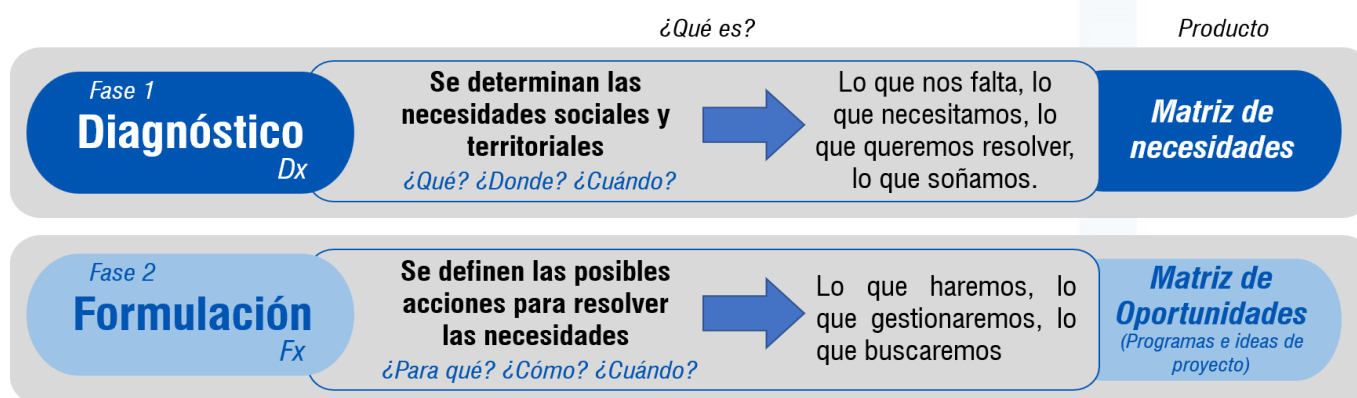 ¿Qué es?
Producto
Fase 1
Diagnóstico
Dx
Se determinan las
necesidades sociales y
territoriales
¿Qué? ¿Donde? ¿Cuándo?
Lo que nos falta, lo
que necesitamos, lo
que queremos resolver,
lo que soñamos.
Matriz de
necesidades
Fase 2
Formulación
Fx
Se definen las posibles
acciones para resolver
las necesidades
¿Para qué? ¿Cómo? ¿Cuándo?
Lo que haremos, lo
que gestionaremos, lo
que buscaremos
Matriz de
Oportunidades
(Programas e ideas de
proyecto)